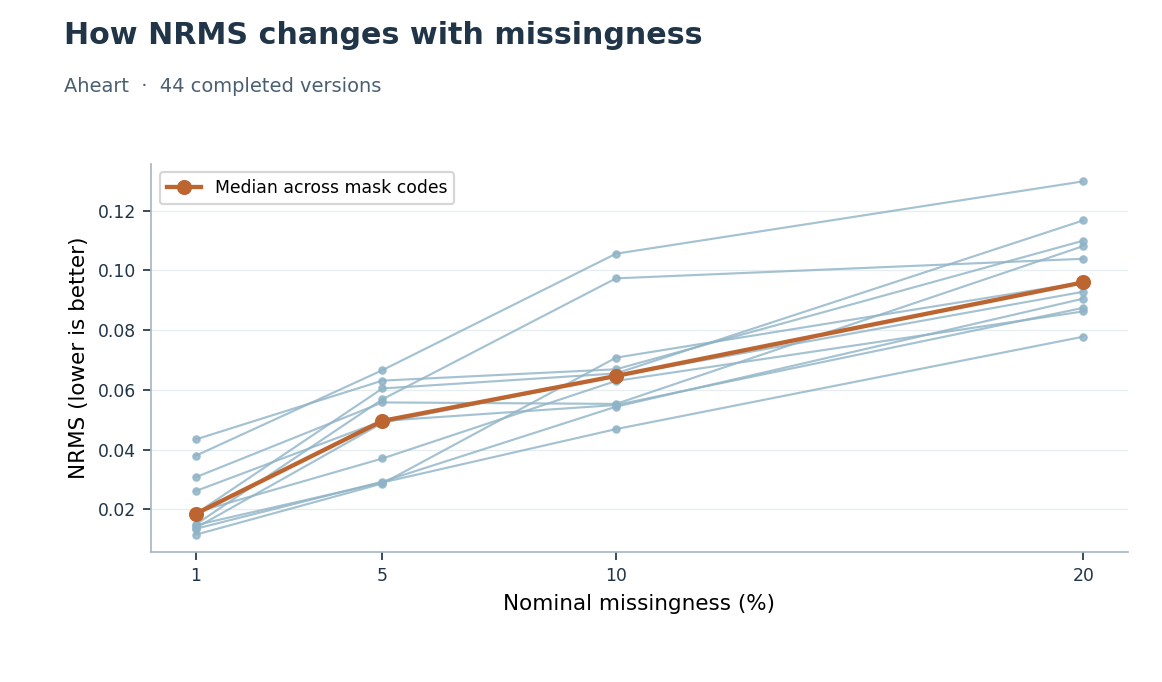 How NRMS changes with missingness
Aheart · 44 completed versions
Median across mask codes
NRMS (lower is better)
0.12
0.10
0.08
0.06
0.04
0.02
1 5 10 20
Nominal missingness (%)